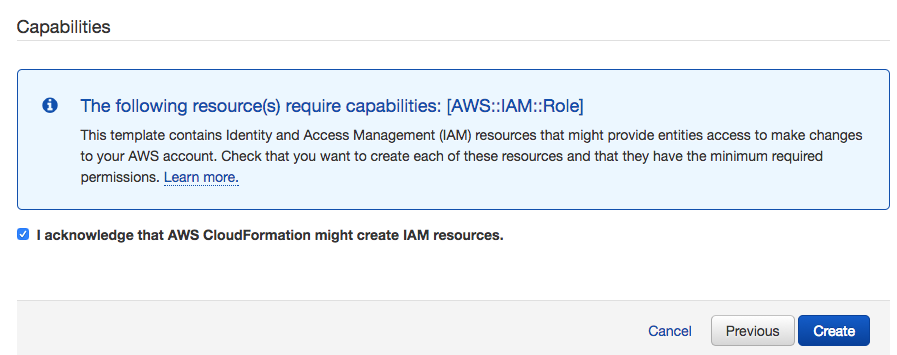 Capabilities
The following resource(s) require capabilities: [AWS::IAM::Role]
This template contains Identity and Access Management (IAM) resources that might provide entities access to make changes
to your AWS account. Check that you want to create each of these resources and that they have the minimum required
permissions. Learn more.
I acknowledge that AWS CloudFormation might create IAM resources.
Cancel Previous Create